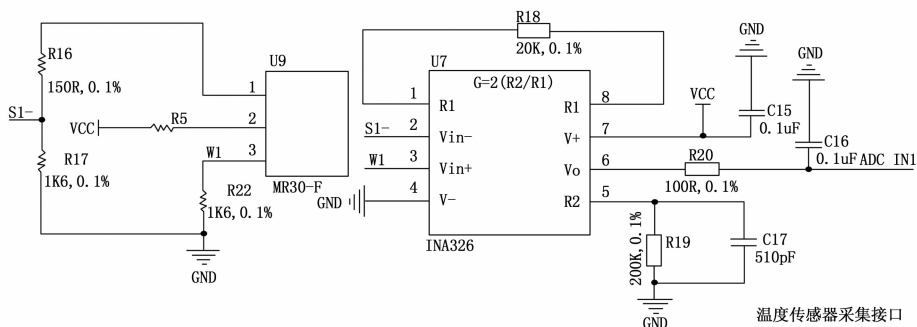 R18
20K,0.1%
GND
GND
R16
150R,0.1%
U9
1
2
3
MR30-F
S1-
VCC
R5
R17
1K6,0.1%
W1
R22
1K6,0.1%
GND
U7
G=2(R2/R1)
1
R1
R1
8
S1-
2
Vin-
V+
7
W1
3
Vin+
Vo
6
GND
4
V-
R2
5
INA326
VCC
C15
0.1uF
C16
0.1uF
ADC IN1
R20
100R,0.1%
200K,0.1%
R19
C17
510pF
GND
温度传感器采集接口